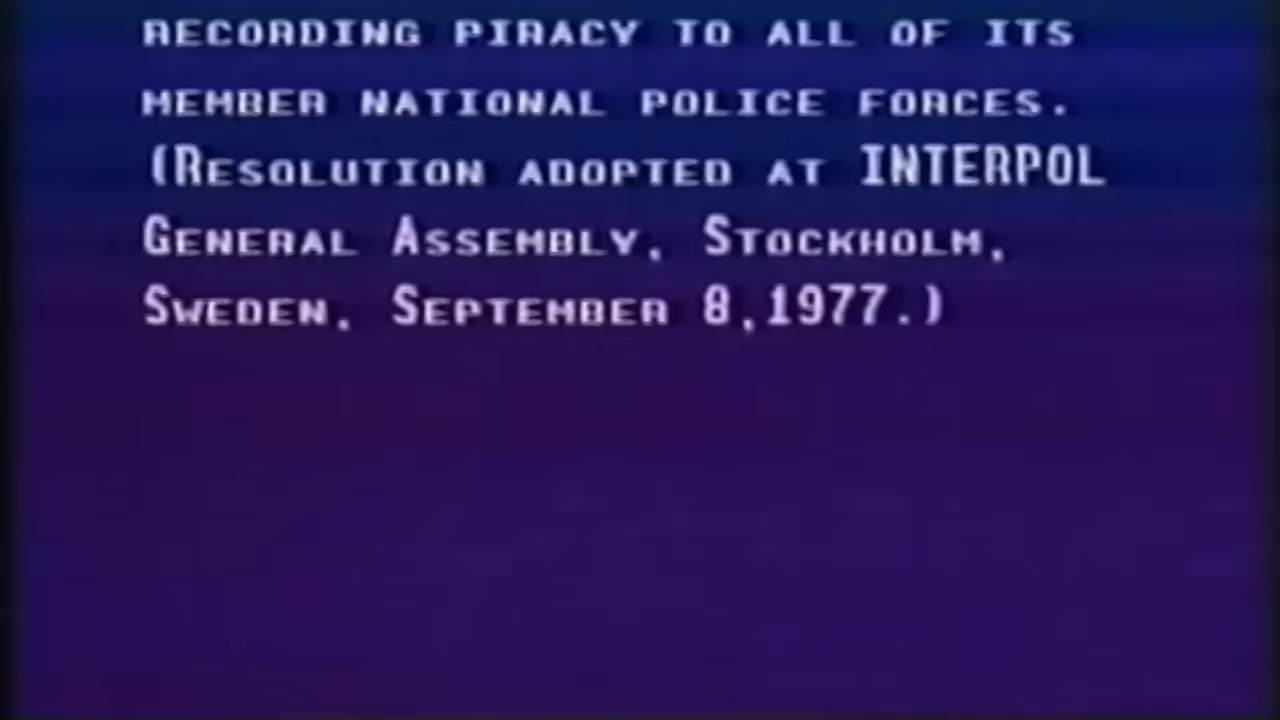 RECORDING PIRACY TO ALL OF ITS
MEMBER NATIONAL POLICE FORCES.
(RESOLUTION ADOPTED AT INTERPOL
GENERAL ASSEMBLY, STOCKHOLM,
SWEDEN, SEPTEMBER 8,1977.)